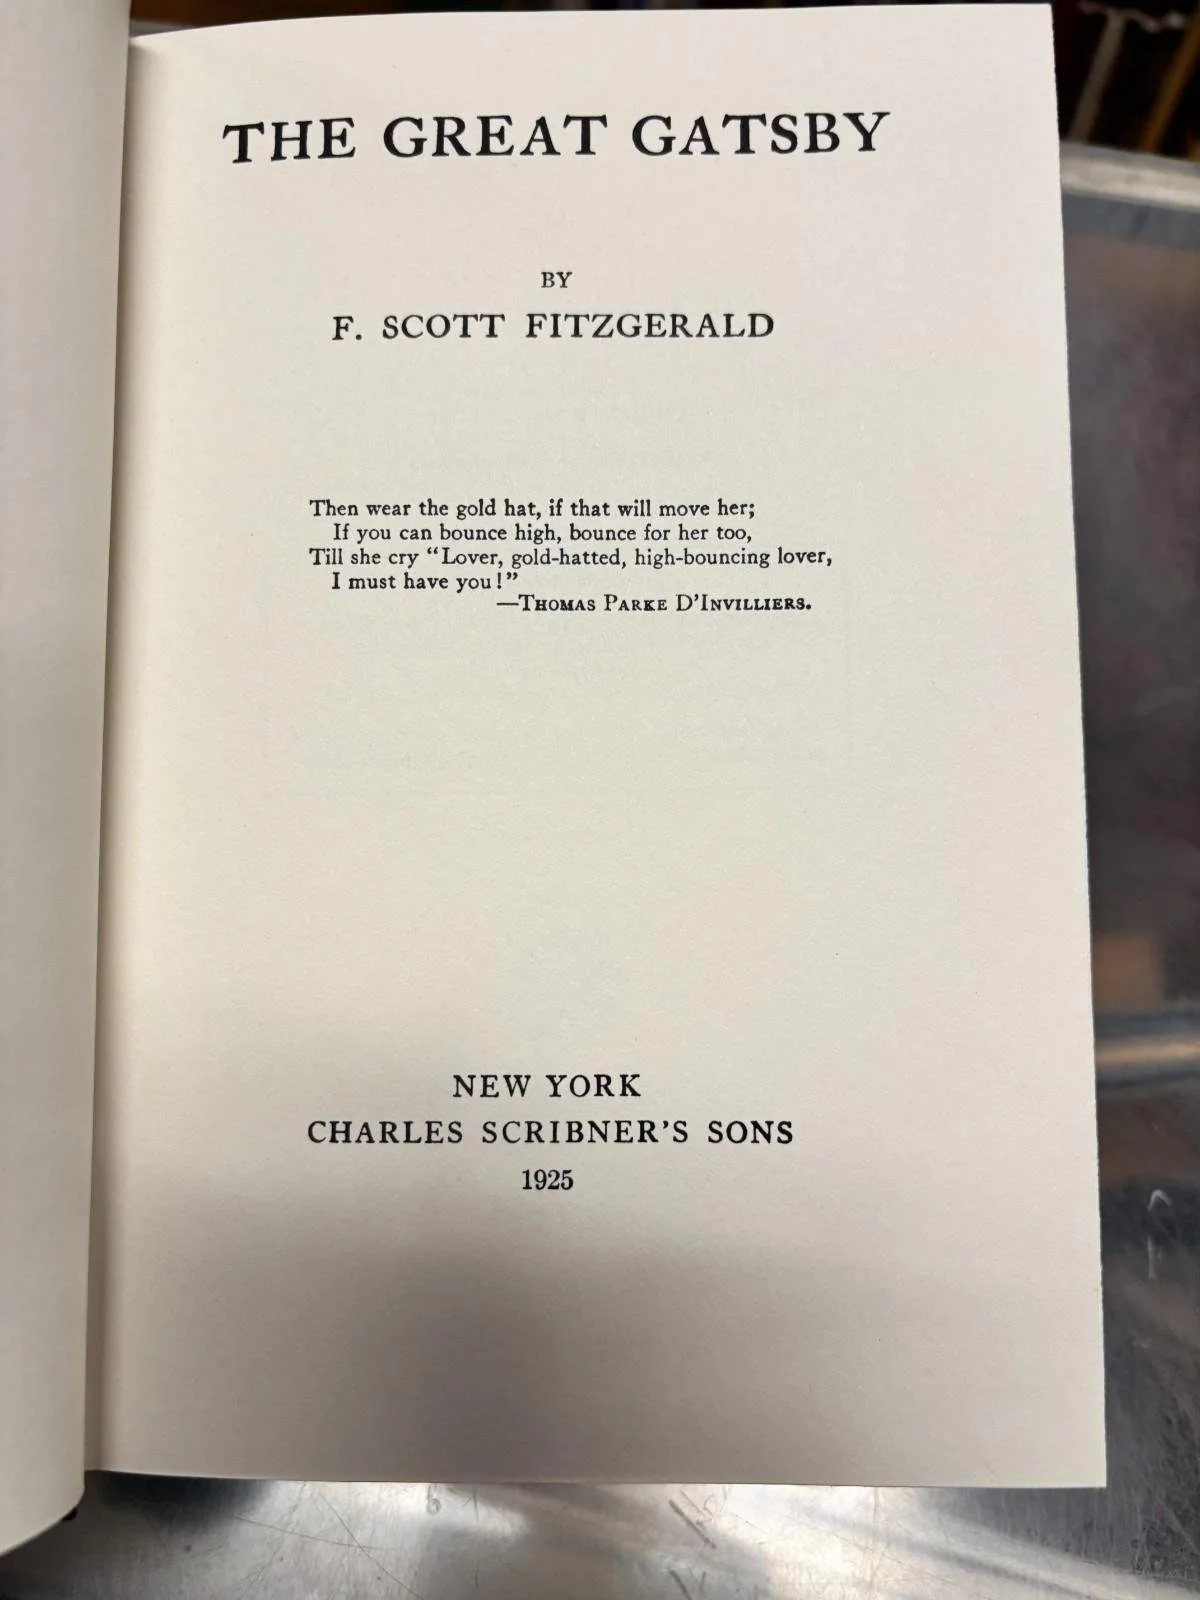 THE GREAT GATSBY
BY
F. SCOTT FITZGERALD
Then wear the gold hat, if that will move her;
If you can bounce high, bounce for her too,
Till she cry “Lover, gold-hatted, high-bouncing lover,
I must have you!”
—Thomas Parke D’Invilliers.
NEW YORK
CHARLES SCRIBNER’S SONS
1925